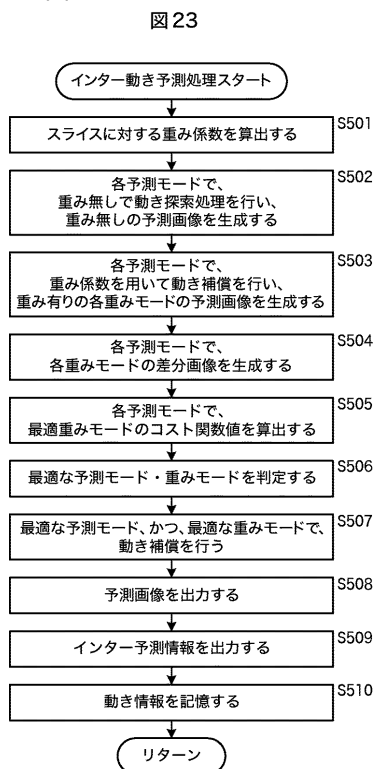 図23
インター動き予測処理スタート
スライスに対する重み係数を算出する
S501
各予測モードで、
重み無しで動き探索処理を行い、
重み無しの予測画像を生成する
S502
各予測モードで、
重み係数を用いて動き補償を行い、
重み有りの各重みモードの予測画像を生成する
S503
各予測モードで、
各重みモードの差分画像を生成する
S504
各予測モードで、
最適重みモードのコスト関数値を算出する
S505
最適な予測モード・重みモードを判定する
S506
最適な予測モード、かつ、最適な重みモードで、
動き補償を行う
S507
予測画像を出力する
S508
インター予測情報を出力する
S509
動き情報を記憶する
S510
リターン